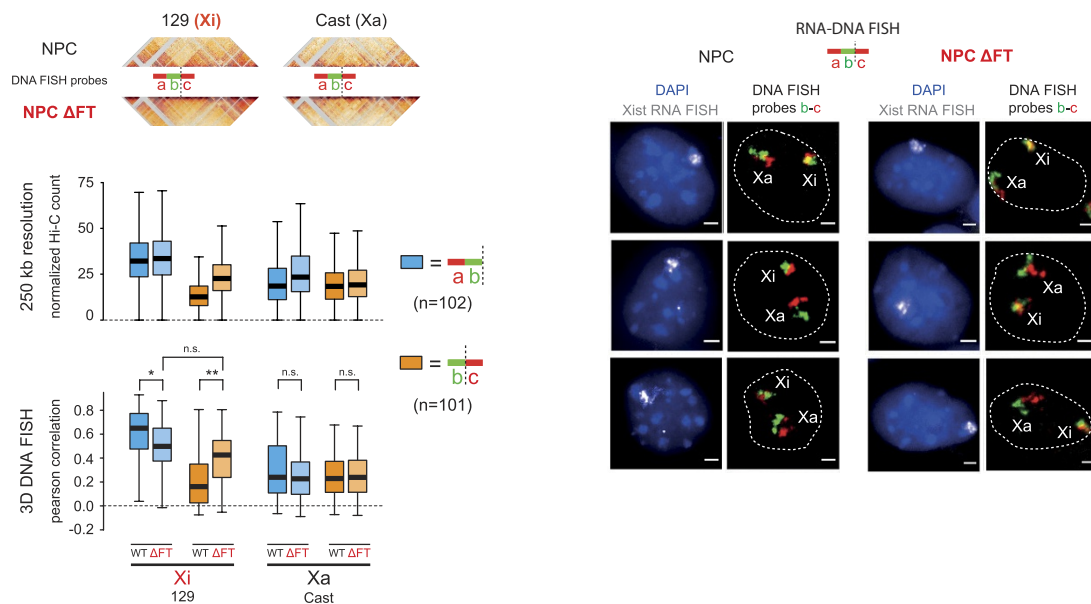 129 (Xi)
Cast (Xa)
NPC
DNA FISH probes
a b c
a b c
NPC ΔFT
250 kb resolution
normalized Hi-C count
75
50
25
0
= a b
(n=102)
= b c
(n=101)
3D DNA FISH
pearson correlation
0.8
0.6
0.4
0.2
0.0
-0.2
n.s.
*
**
n.s.
n.s.
WT ΔFT
WT ΔFT
WT ΔFT
WT ΔFT
Xi
129
Xa
Cast
RNA-DNA FISH
NPC
a b c
NPC ΔFT
DAPI
Xist RNA FISH
DNA FISH
probes b-c
DAPI
Xist RNA FISH
DNA FISH
probes b-c
Xa
Xi
Xa
Xi
Xi
Xa
Xa
Xi
Xi
Xa
Xa
Xi